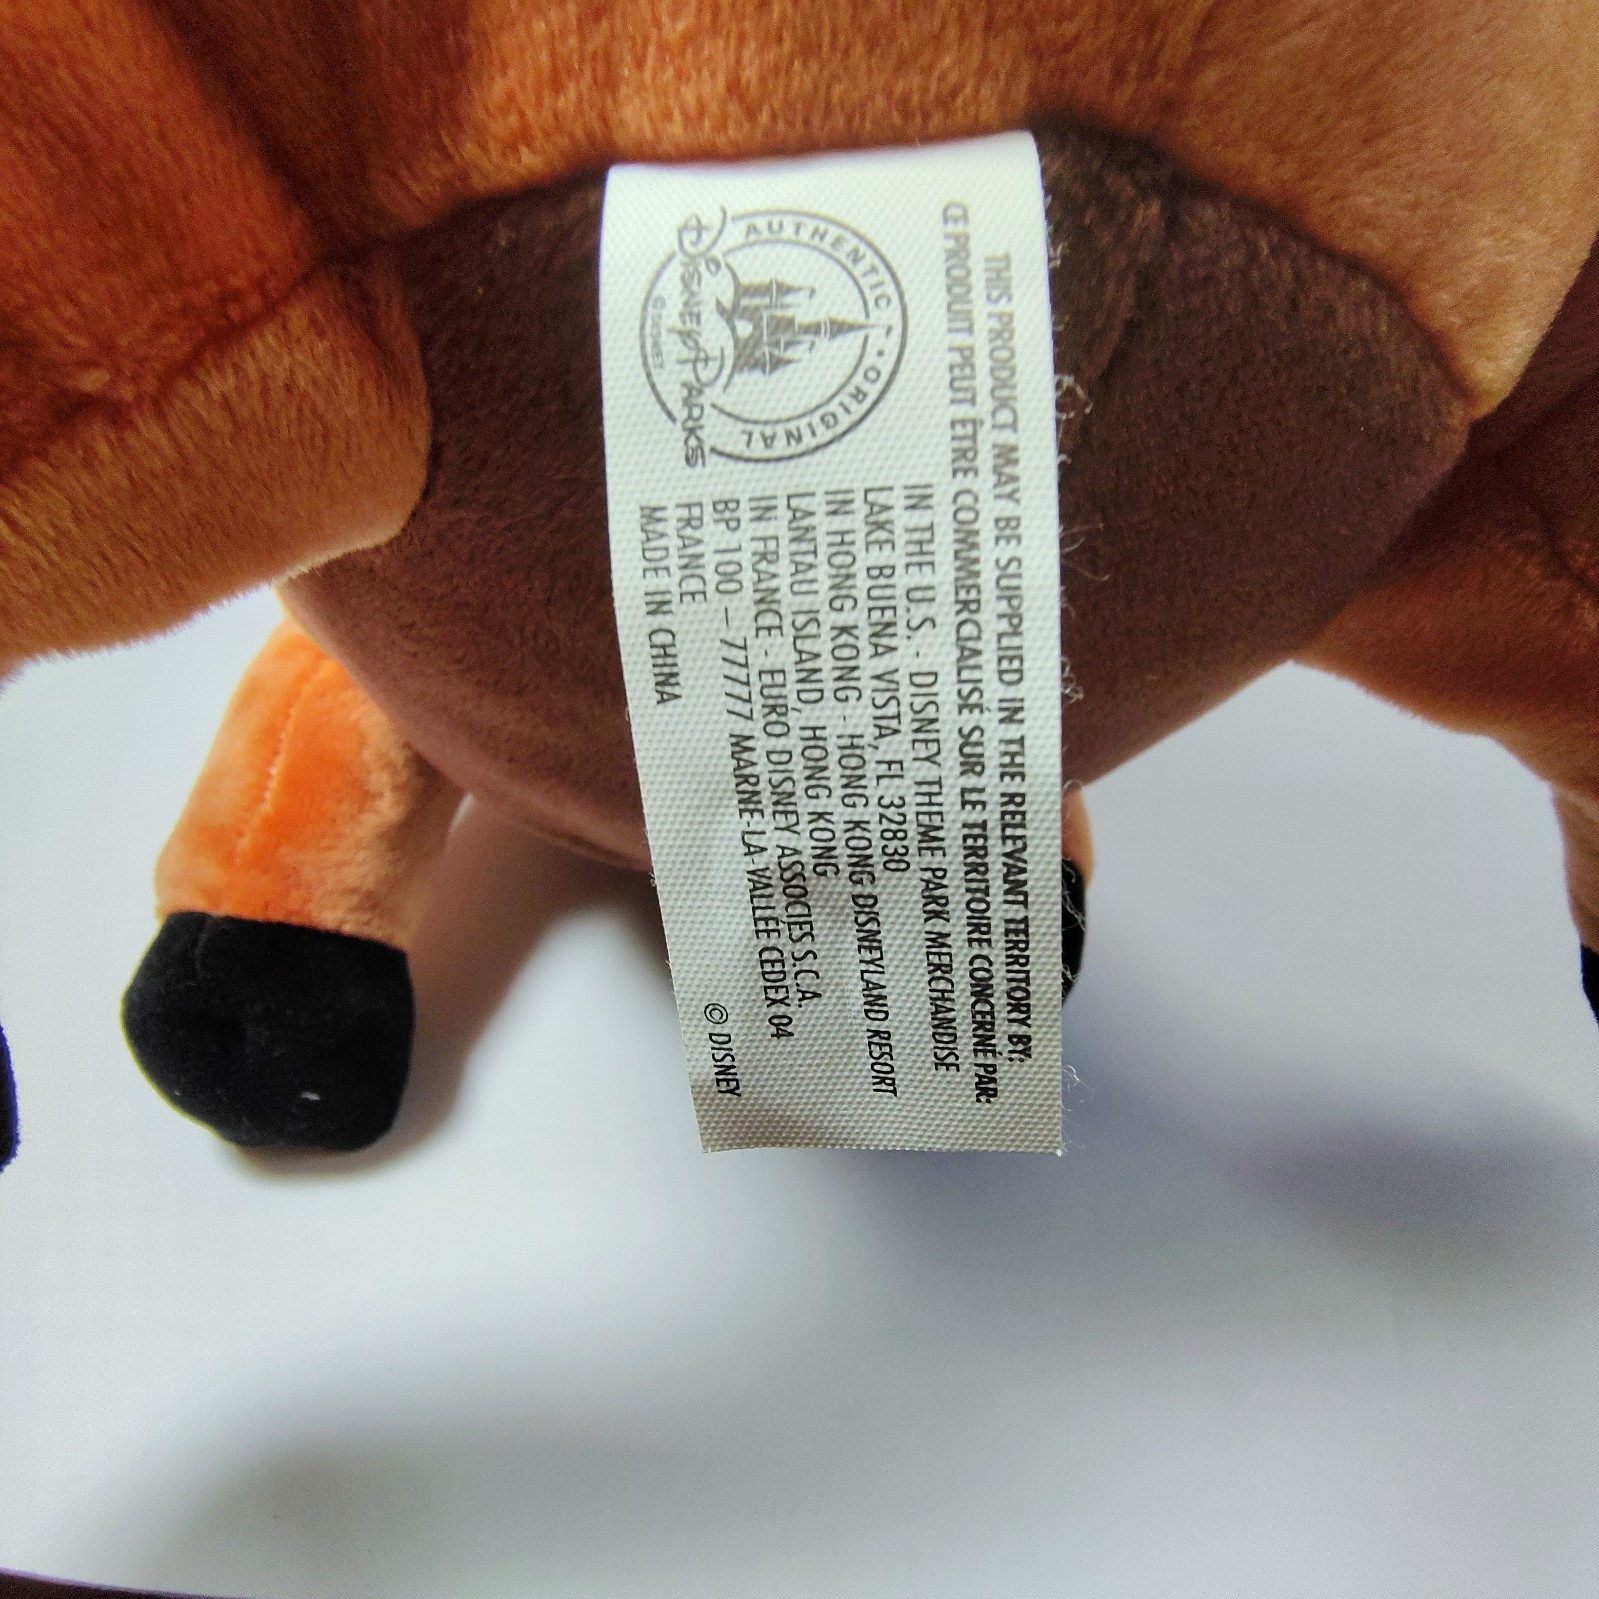 THIS PRODUCT MAY BE SUPPLIED IN THE RELEVANT TERRITORY BY:
CE PRODUIT PEUT ÊTRE COMMERCIALISÉ SUR LE TERRITOIRE CONCERNÉ PAR:
AUTHENTIC • ORIGINAL
DISNEY PARKS
© DISNEY
IN THE U.S. - DISNEY THEME PARK MERCHANDISE
LAKE BUENA VISTA, FL 32830
IN HONG KONG - HONG KONG DISNEYLAND RESORT
LANTAU ISLAND, HONG KONG
IN FRANCE - EURO DISNEY ASSOCIES S.C.A.
BP 100 – 77777 MARNE-LA-VALLÉE CEDEX 04
FRANCE
MADE IN CHINA
© DISNEY